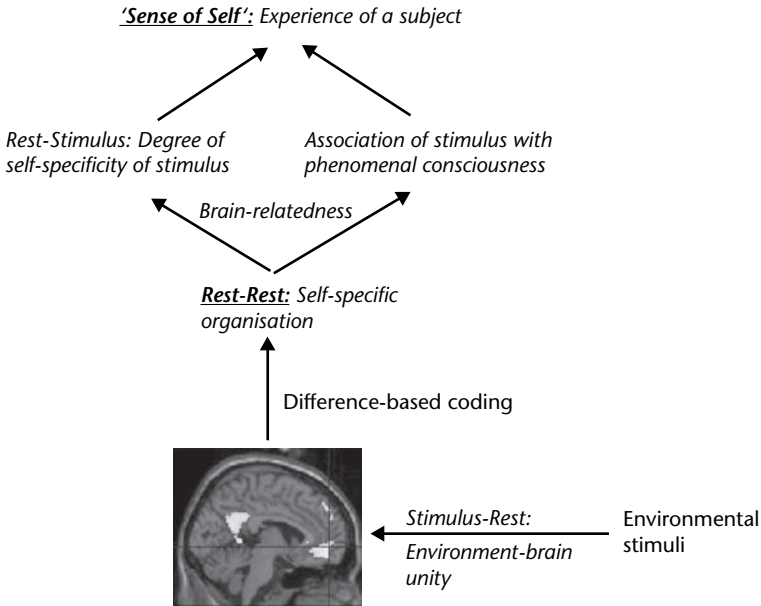 ‘Sense of Self‘: Experience of a subject
Rest-Stimulus: Degree of
self-specificity of stimulus
Association of stimulus with
phenomenal consciousness
Brain-relatedness
Rest-Rest: Self-specific
organisation
Difference-based coding
Stimulus-Rest:
Environment-brain
unity
Environmental
stimuli